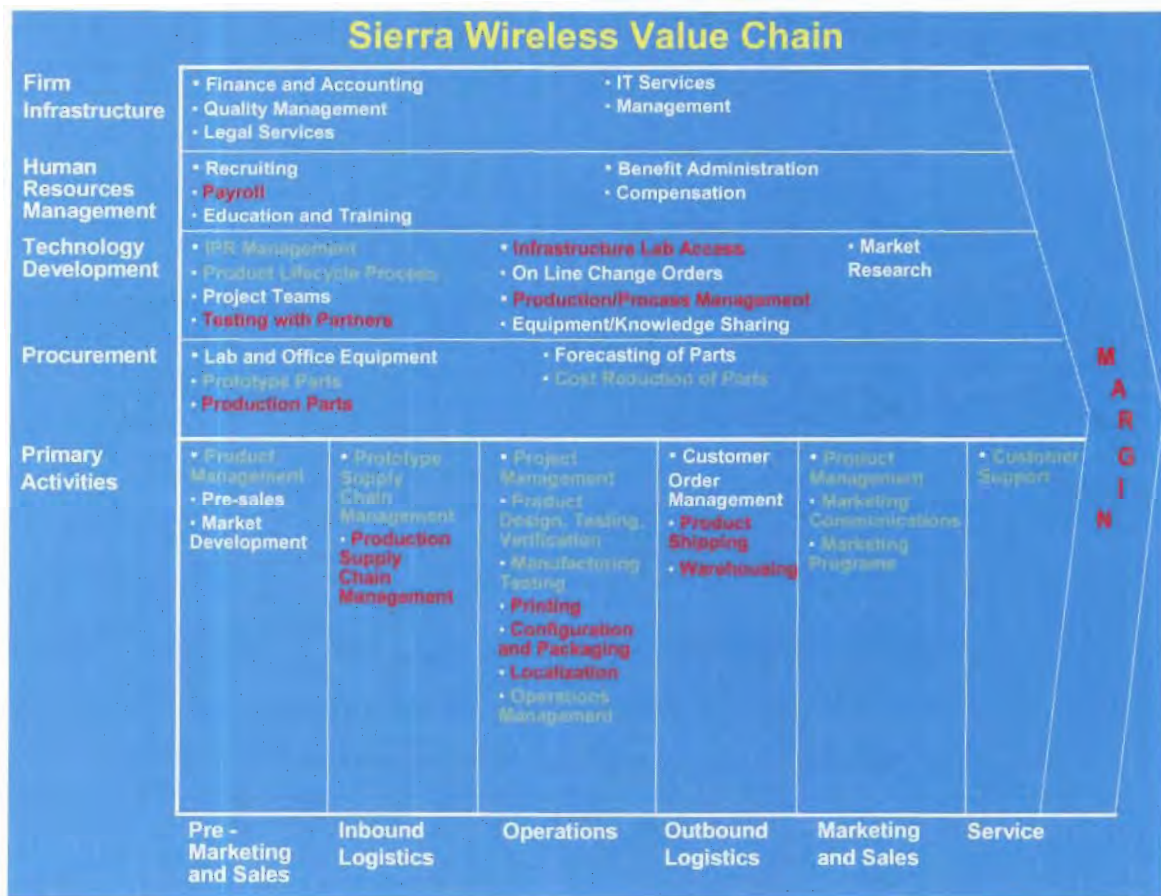 Sierra Wireless Value Chain
Firm
Infrastructure
• Finance and Accounting
• Quality Management
• Legal Services
• IT Services
• Management
Human
Resources
Management
• Recruiting
• Payroll
• Education and Training
• Benefit Administration
• Compensation
Technology
Development
• IPR Management
• Product Lifecycle Process
• Project Teams
• Testing with Partners
• Infrastructure Lab Access
• On Line Change Orders
• Production/Process Management
• Equipment/Knowledge Sharing
• Market
Research
Procurement
• Lab and Office Equipment
• Prototype Parts
• Production Parts
• Forecasting of Parts
• Cost Reduction of Parts
Primary
Activities
• Product
Management
• Pre-sales
• Market
Development
• Prototype
Supply
Chain
Management
• Production
Supply
Chain
Management
• Project
Management
• Product
Design, Testing,
Verification
• Manufacturing
Testing
• Printing
• Configuration
and Packaging
• Localization
• Operations
Management
• Customer
Order
Management
• Product
Shipping
• Warehousing
• Product
Management
• Marketing
Communications
• Marketing
Programs
• Customer
Support
M
A
R
G
I
N
Pre -
Marketing
and Sales
Inbound
Logistics
Operations
Outbound
Logistics
Marketing
and Sales
Service